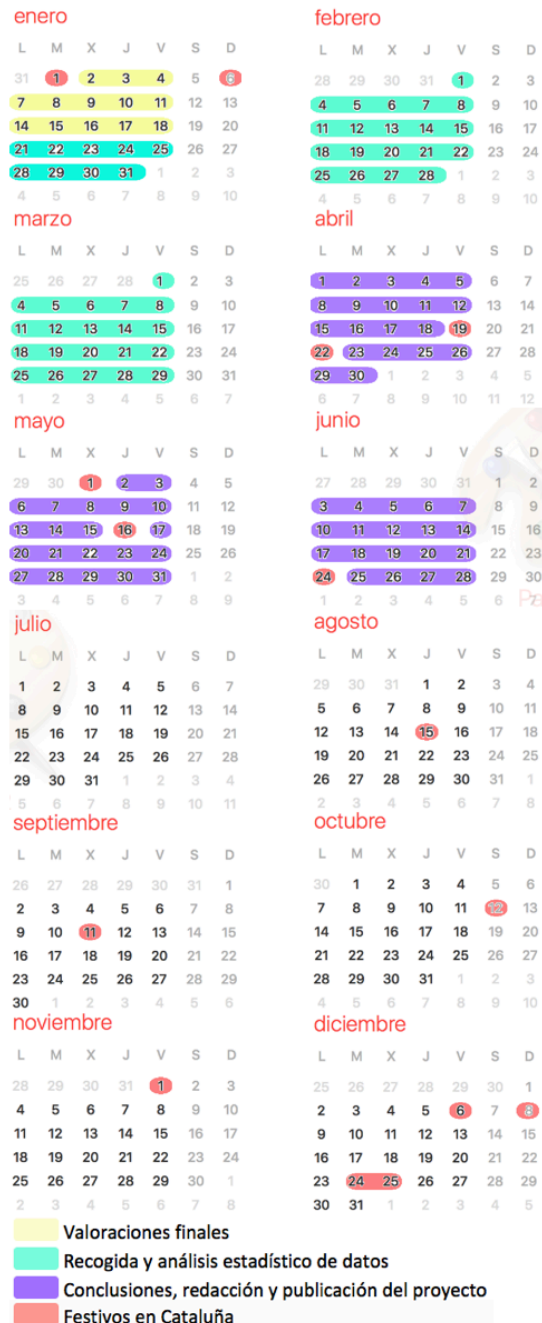 enero febrero
L M X J V S D L M X J V S D
31 1 2 3 4 5 6 28 29 30 31 1 2 3
7 8 9 10 11 12 13 4 5 6 7 8 9 10
14 15 16 17 18 19 20 11 12 13 14 15 16 17
21 22 23 24 25 26 27 18 19 20 21 22 23 24
28 29 30 31 1 2 3 25 26 27 28 1 2 3
4 5 6 7 8 9 10 4 5 6 7 8 9 10
marzo abril
L M X J V S D L M X J V S D
25 26 27 28 1 2 3 1 2 3 4 5 6 7
4 5 6 7 8 9 10 8 9 10 11 12 13 14
11 12 13 14 15 16 17 15 16 17 18 19 20 21
18 19 20 21 22 23 24 22 23 24 25 26 27 28
25 26 27 28 29 30 31 29 30 1 2 3 4 5
1 2 3 4 5 6 7 6 7 8 9 10 11 12
mayo junio
L M X J V S D L M X J V S D
29 30 1 2 3 4 5 27 28 29 30 31 1 2
6 7 8 9 10 11 12 3 4 5 6 7 8 9
13 14 15 16 17 18 19 10 11 12 13 14 15 16
20 21 22 23 24 25 26 17 18 19 20 21 22 23
27 28 29 30 31 1 2 24 25 26 27 28 29 30
3 4 5 6 7 8 9 1 2 3 4 5 6 7
julio agosto
L M X J V S D L M X J V S D
1 2 3 4 5 6 7 29 30 31 1 2 3 4
8 9 10 11 12 13 14 5 6 7 8 9 10 11
15 16 17 18 19 20 21 12 13 14 15 16 17 18
22 23 24 25 26 27 28 19 20 21 22 23 24 25
29 30 31 1 2 3 4 26 27 28 29 30 31 1
5 6 7 8 9 10 11 2 3 4 5 6 7 8
septiembre octubre
L M X J V S D L M X J V S D
26 27 28 29 30 31 1 30 1 2 3 4 5 6
2 3 4 5 6 7 8 7 8 9 10 11 12 13
9 10 11 12 13 14 15 14 15 16 17 18 19 20
16 17 18 19 20 21 22 21 22 23 24 25 26 27
23 24 25 26 27 28 29 28 29 30 31 1 2 3
30 1 2 3 4 5 6 4 5 6 7 8 9 10
noviembre diciembre
L M X J V S D L M X J V S D
28 29 30 31 1 2 3 25 26 27 28 29 30 1
4 5 6 7 8 9 10 2 3 4 5 6 7 8
11 12 13 14 15 16 17 9 10 11 12 13 14 15
18 19 20 21 22 23 24 16 17 18 19 20 21 22
25 26 27 28 29 30 1 23 24 25 26 27 28 29
2 3 4 5 6 7 8 30 31 1 2 3 4 5
Valoraciones finales
Recogida y análisis estadístico de datos
Conclusiones, redacción y publicación del proyecto
Festivos en Cataluña